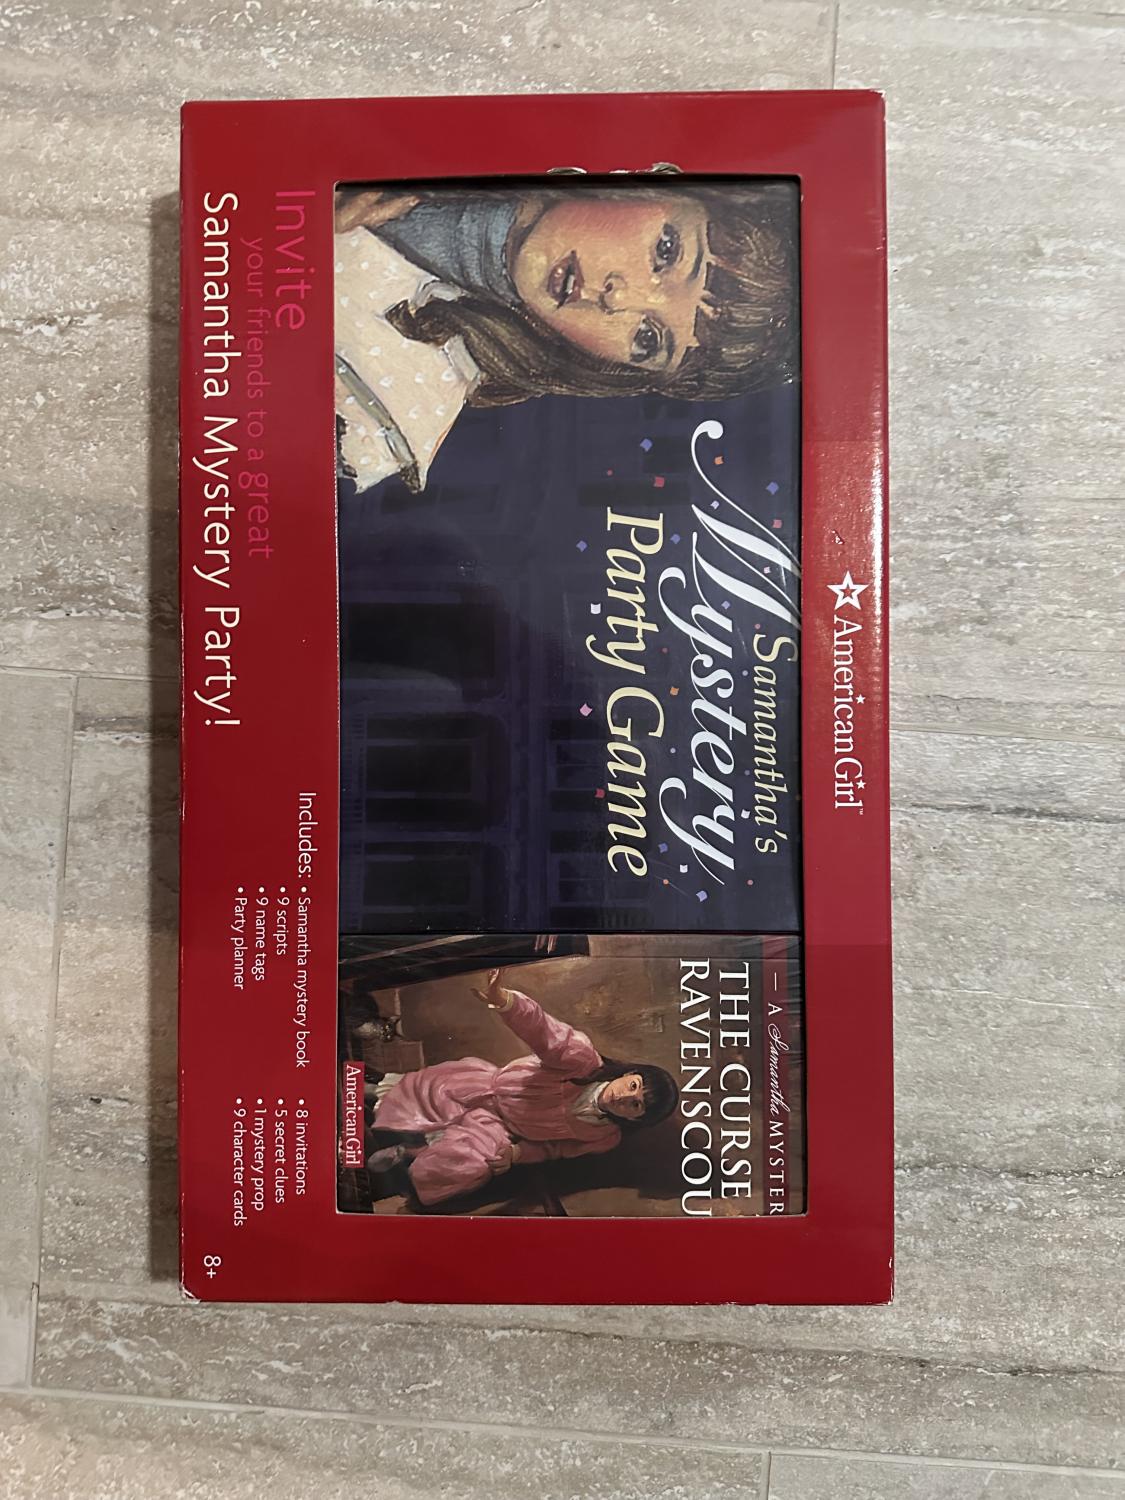 American Girl™
Samantha's
Mystery
Party Game
— A Samantha MYSTER
THE CURSE
RAVENSCOU
American Girl
Invite
your friends to a great
Samantha Mystery Party!
Includes: • Samantha mystery book
• 9 scripts
• 9 name tags
• Party planner
• 8 invitations
• 5 secret clues
• 1 mystery prop
• 9 character cards
8+